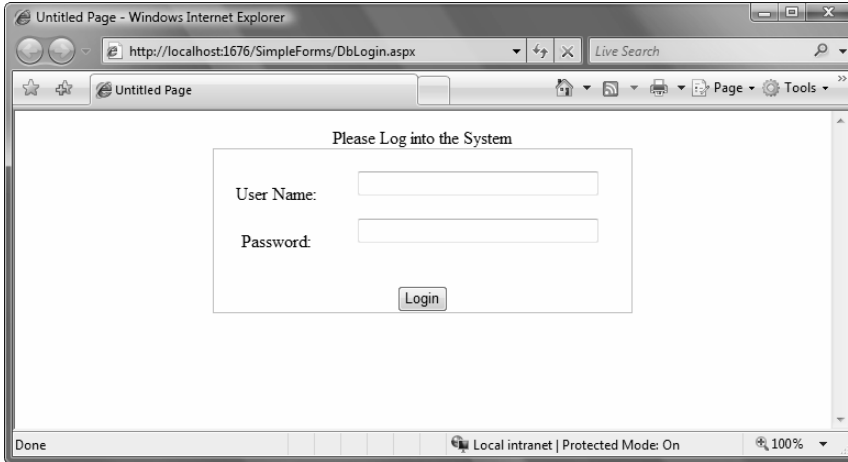 Untitled Page - Windows Internet Explorer
http://localhost:1676/SimpleForms/DbLogin.aspx
Live Search
Untitled Page
Page
Tools
Please Log into the System
User Name:
Password:
Login
Done
Local intranet | Protected Mode: On
100%